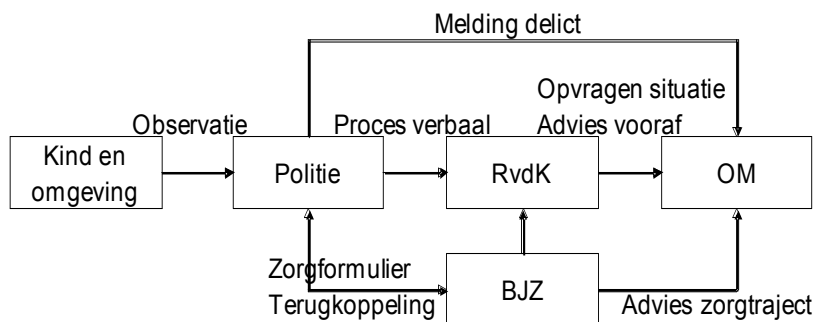 Melding delict
Opvragen situatie
Observatie
Proces verbaal
Advies vooraf
Kind en
omgeving
Politie
RvdK
OM
Zorgformulier
Terugkoppeling
BJZ
Advies zorgtraject